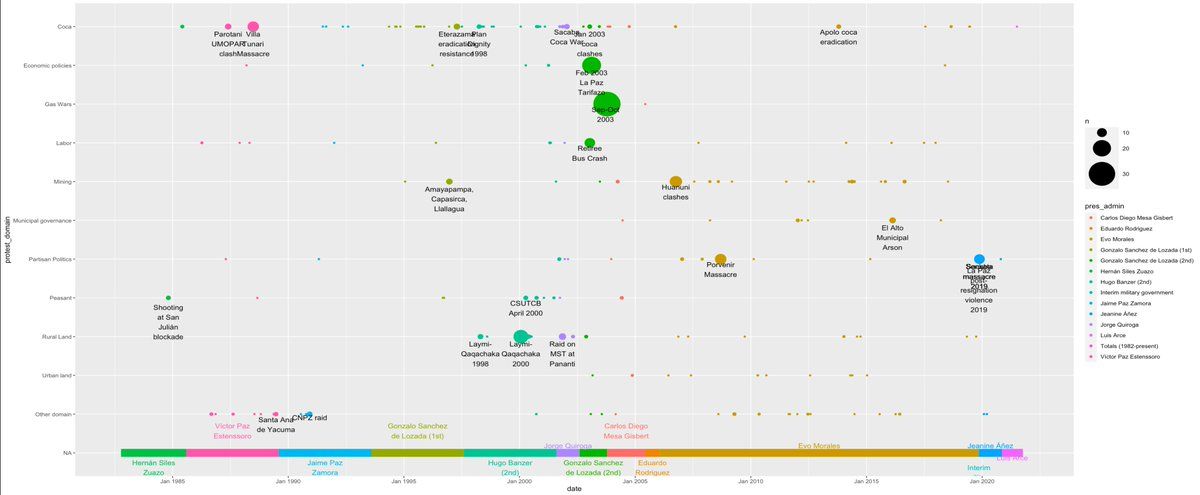 Coca
Parotani
UMOPAR
clash
Villa
Tunari
Massacre
Eterazama
eradication
resistance
Plan
Dignity
1998
Sacaba
Coca War
Jan 2003
coca
clashes
Apolo coca
eradication
Economic policies
Feb 2003
La Paz
Tarifazo
Gas Wars
Sep-Oct
2003
Labor
Retiree
Bus Crash
Mining
Amayapampa,
Capasirca,
Llallagua
Huanuni
clashes
Municipal governance
El Alto
Municipal
Arson
Partisan Politics
Porvenir
Massacre
Senkata
massacre
2019
La Paz
post-
resignation
violence
2019
Peasant
Shooting
at San
Julián
blockade
CSUTCB
April 2000
Rural Land
Laymi-
Qaqachaka
1998
Laymi-
Qaqachaka
2000
Raid on
MST at
Pananti
Urban land
Other domain
Santa Ana
de Yacuma
CNPZ raid
Víctor Paz
Estenssoro
Gonzalo Sanchez
de Lozada (1st)
Carlos Diego
Mesa Gisbert
Jorge Quiroga
Evo Morales
Jeanine Áñez
NA
Luis Arce
Hernán Siles
Zuazo
Jaime Paz
Zamora
Hugo Banzer
(2nd)
Gonzalo Sanchez
de Lozada (2nd)
Eduardo
Rodriguez
Interim
Jan 1985
Jan 1990
Jan 1995
Jan 2000
Jan 2005
Jan 2010
Jan 2015
Jan 2020
date
protest_domain
n
10
20
30
pres_admin
Carlos Diego Mesa Gisbert
Eduardo Rodriguez
Evo Morales
Gonzalo Sanchez de Lozada (1st)
Gonzalo Sanchez de Lozada (2nd)
Hernán Siles Zuazo
Hugo Banzer (2nd)
Interim military government
Jaime Paz Zamora
Jeanine Áñez
Jorge Quiroga
Luis Arce
Totals (1982-present)
Víctor Paz Estenssoro